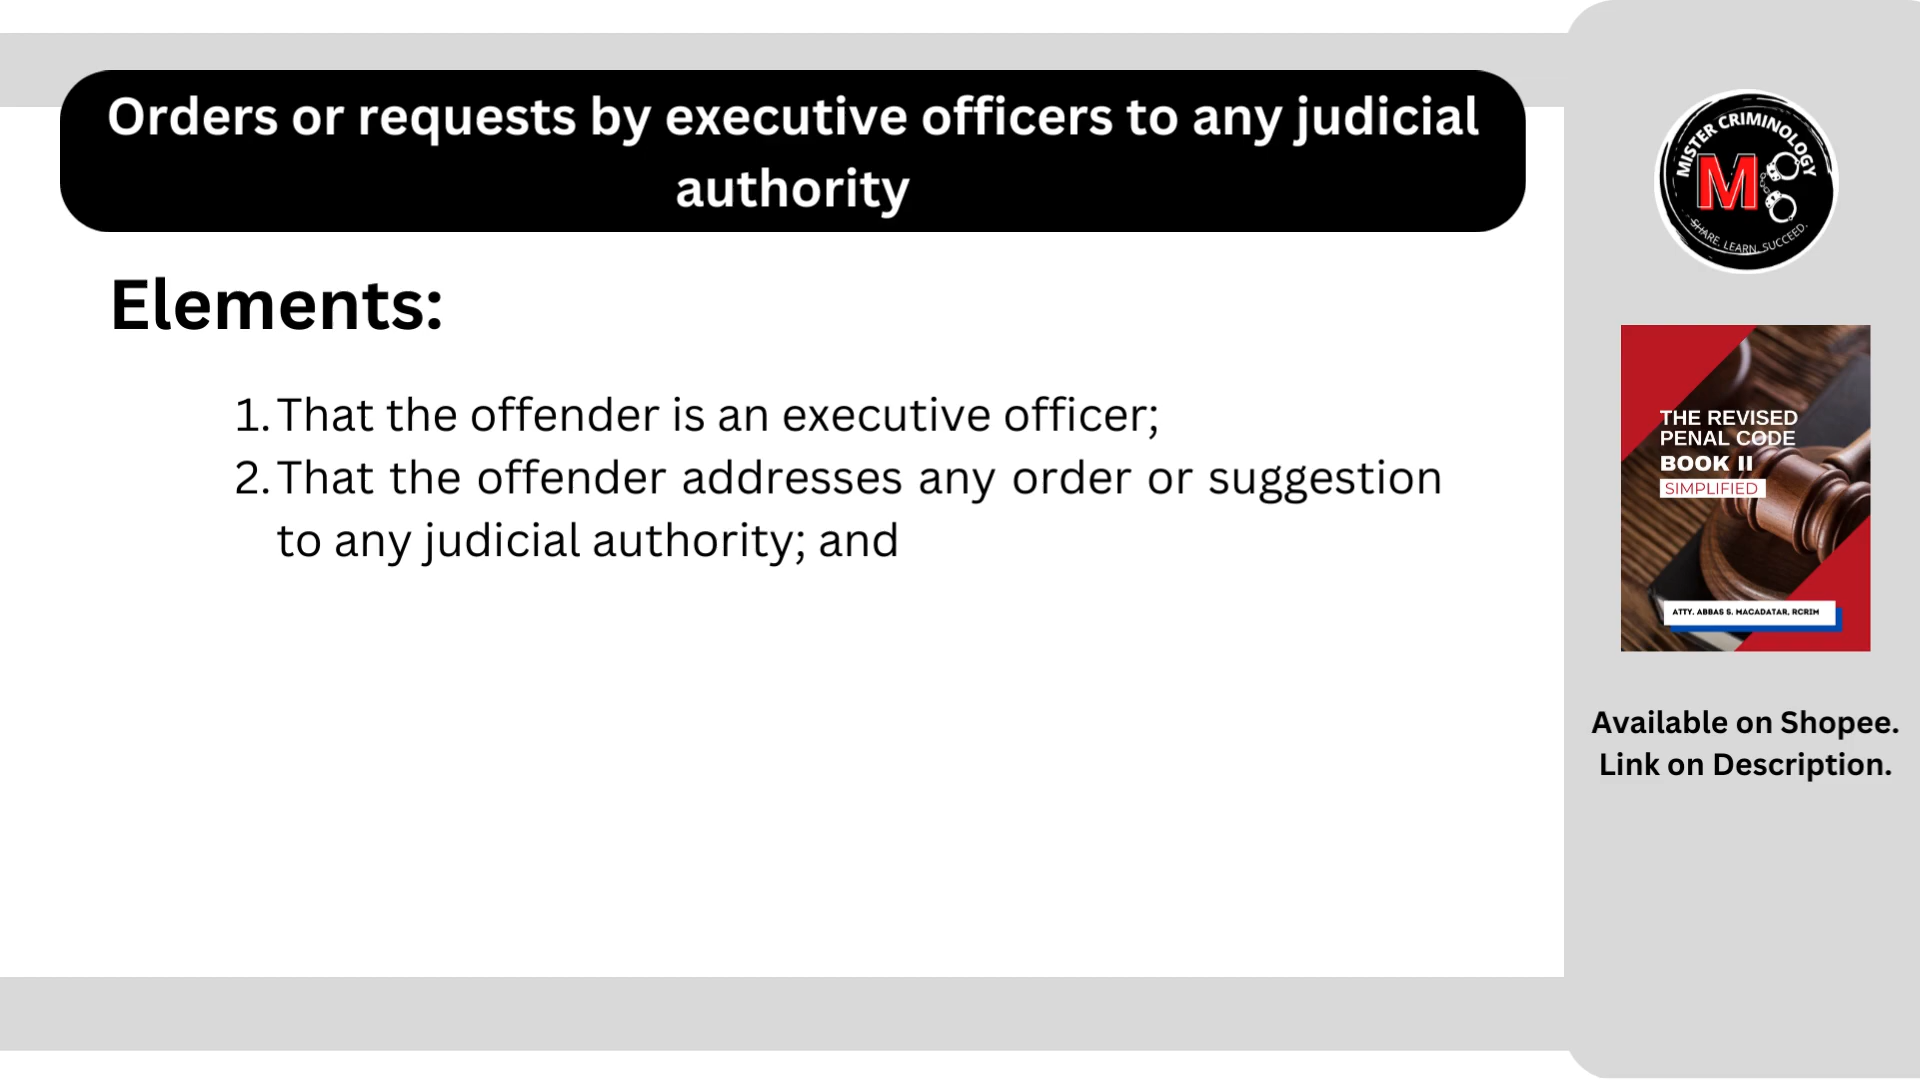 Orders or requests by executive officers to any judicial
authority
Elements:
1. That the offender is an executive officer;
2. That the offender addresses any order or suggestion
to any judicial authority; and
MISTER CRIMINOLOGY
M
SHARE. LEARN. SUCCEED.
THE REVISED
PENAL CODE
BOOK II
SIMPLIFIED
ATTY. ABBAS S. MACADATAR, RCRIM
Available on Shopee.
Link on Description.